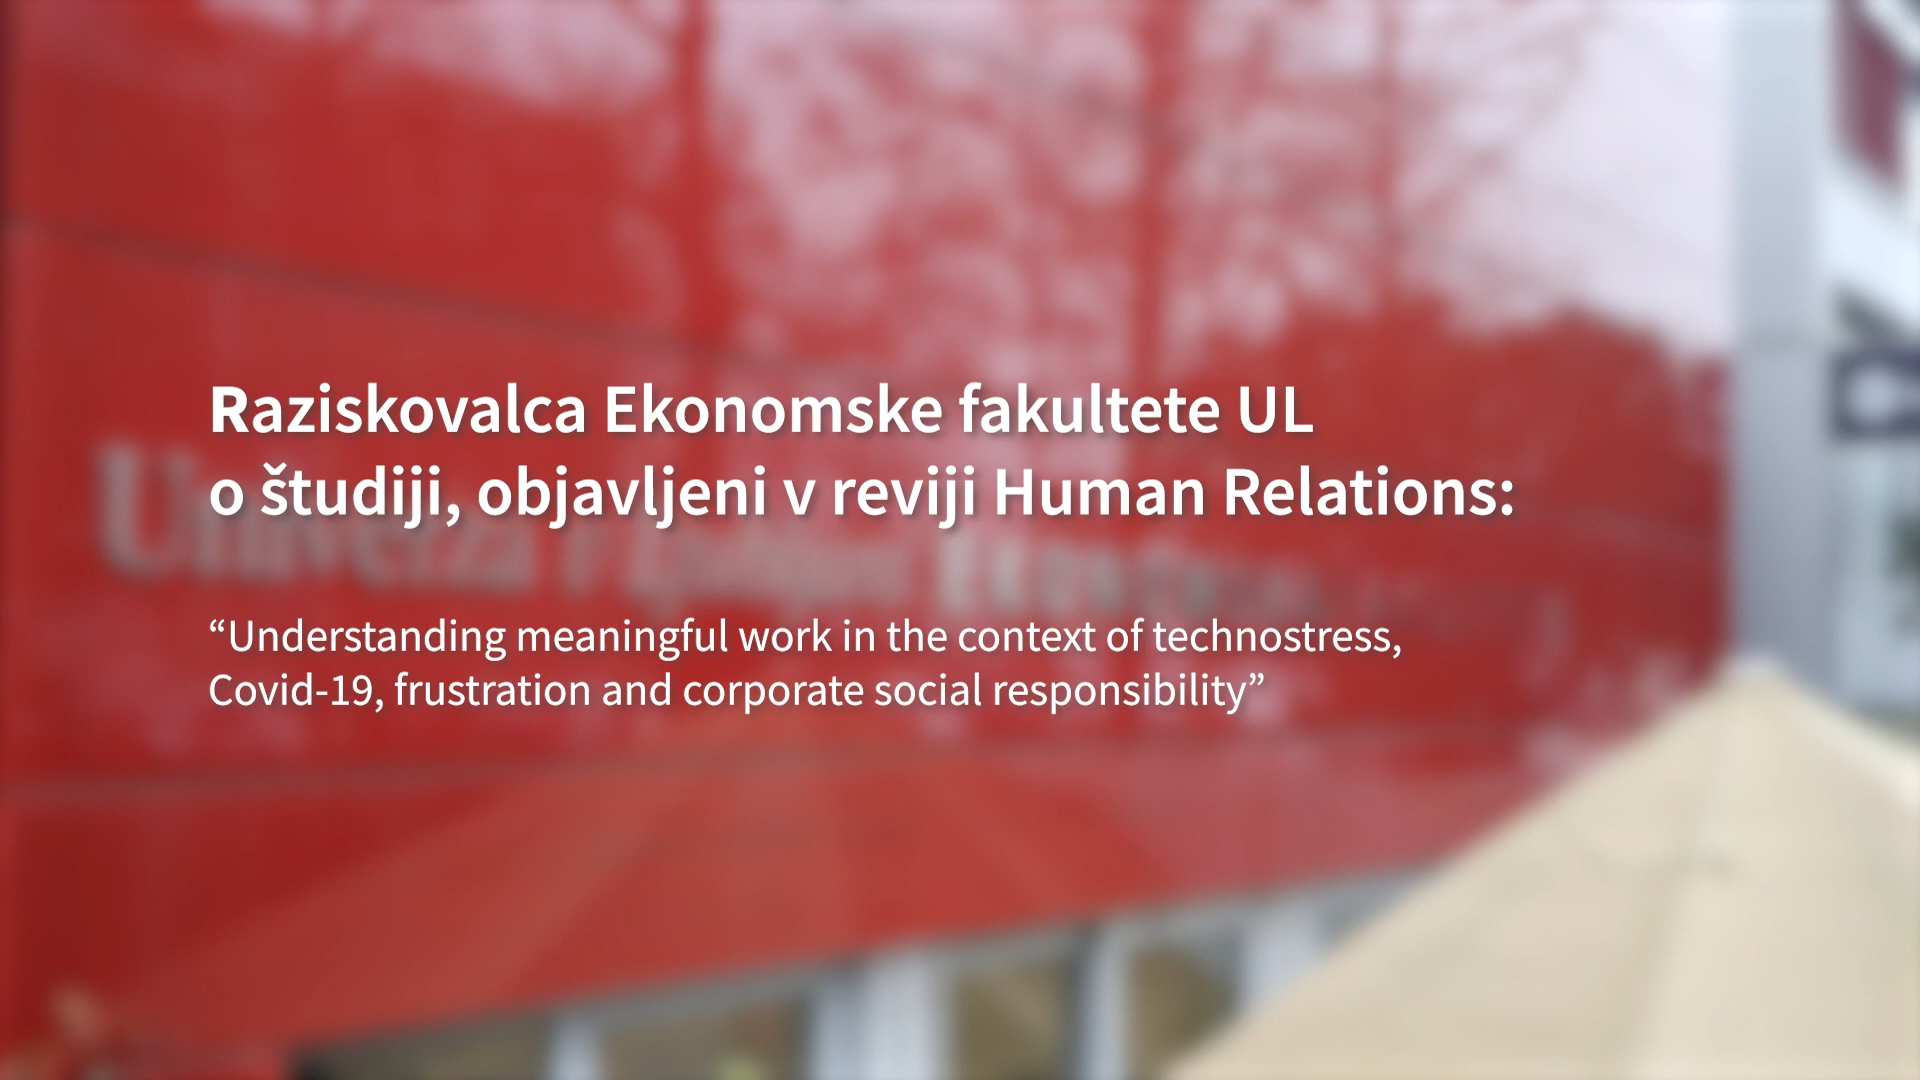 Raziskovalca Ekonomske fakultete UL
o študiji, objavljeni v reviji Human Relations:
“Understanding meaningful work in the context of technostress,
Covid-19, frustration and corporate social responsibility”